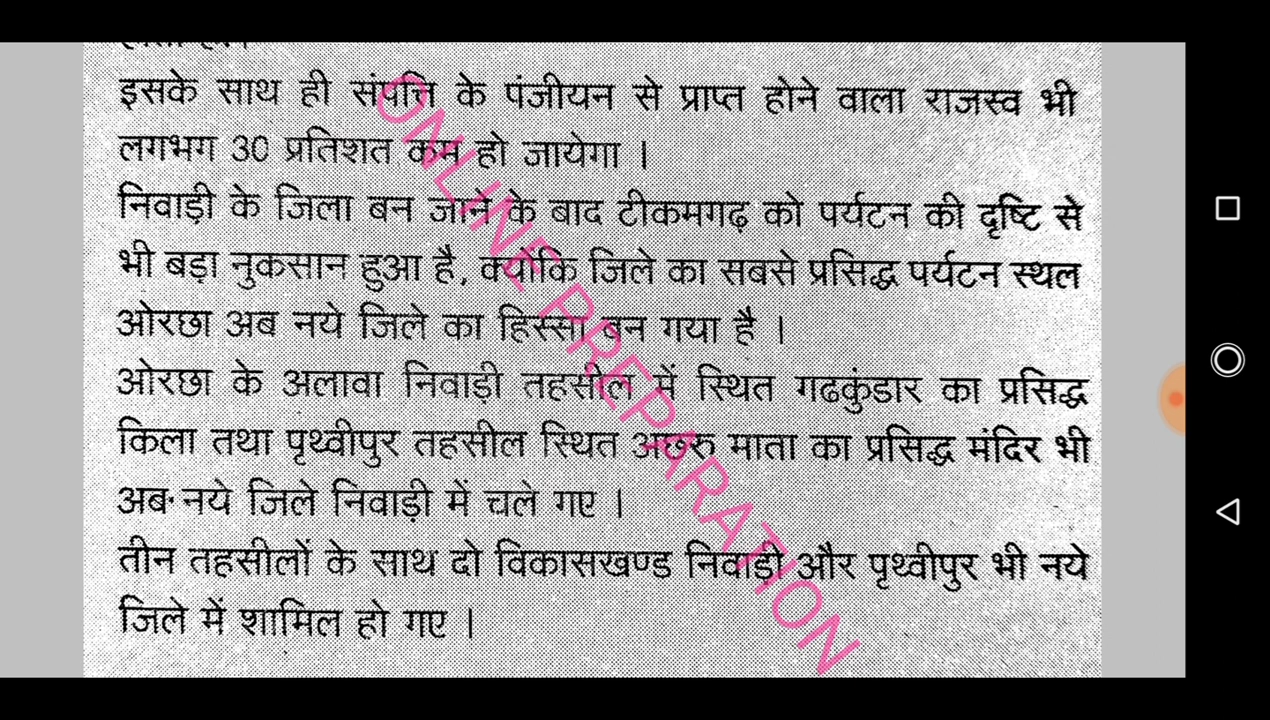 इसके साथ ही संपत्ति के पंजीयन से प्राप्त होने वाला राजस्व भी
लगभग 30 प्रतिशत कम हो जायेगा ।
निवाड़ी के जिला बन जाने के बाद टीकमगढ़ को पर्यटन की दृष्टि से
भी बड़ा नुकसान हुआ है, क्योंकि जिले का सबसे प्रसिद्ध पर्यटन स्थल
ओरछा अब नये जिले का हिस्सा बन गया है ।
ओरछा के अलावा निवाड़ी तहसील में स्थित गढकुंडार का प्रसिद्ध
किला तथा पृथ्वीपुर तहसील स्थित अछरु माता का प्रसिद्ध मंदिर भी
अब नये जिले निवाड़ी में चले गए ।
तीन तहसीलों के साथ दो विकासखण्ड निवाड़ी और पृथ्वीपुर भी नये
जिले में शामिल हो गए ।
ONLINE PREPARATION